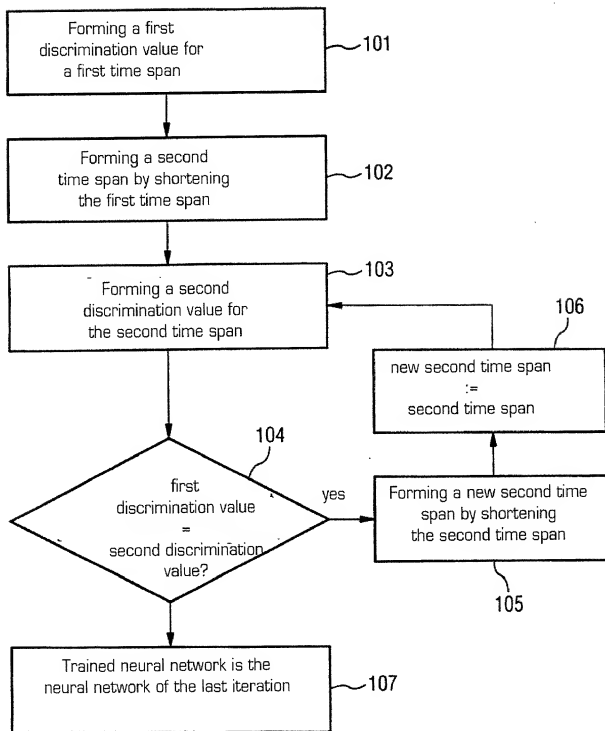 Forming a first
discrimination value for
a first time span
101
Forming a second
time span by shortening
the first time span
102
103
Forming a second
discrimination value for
the second time span
106
new second time span
:=
second time span
104
first
discrimination value
=
second discrimination
value?
yes
Forming a new second time
span by shortening
the second time span
105
Trained neural network is the
neural network of the last iteration
107